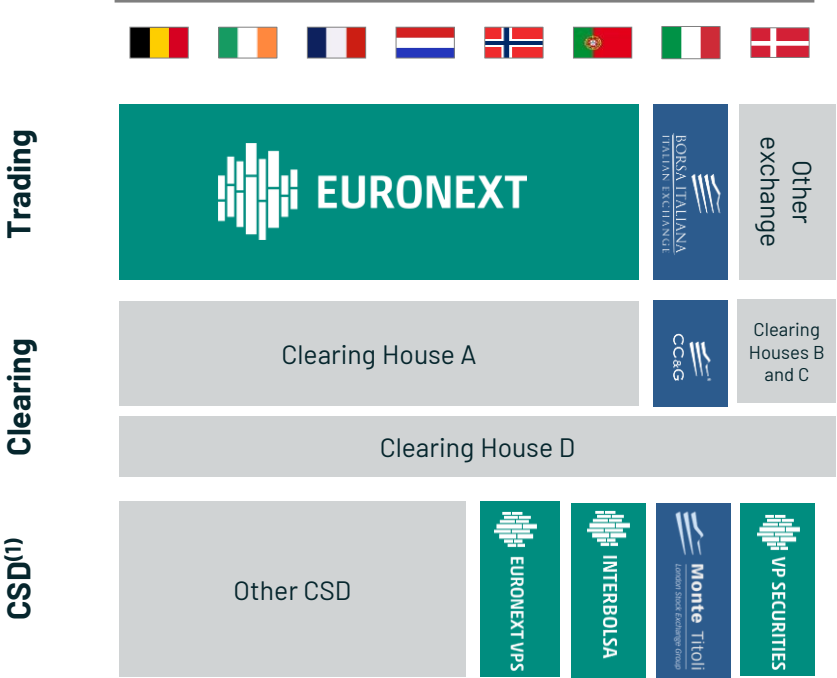 Trading
EURONEXT
BORSA ITALIANA
ITALIAN EXCHANGE
Other
exchange
Clearing
Clearing House A
CC&G
Clearing
Houses B
and C
Clearing House D
CSD(1)
Other CSD
EURONEXT VPS
INTERBOLSA
Monte Titoli
London Stock Exchange Group
VP SECURITIES